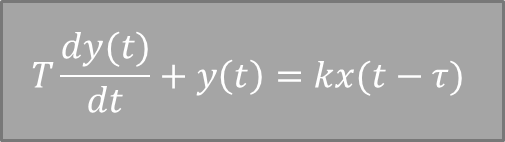 T dy(t)/dt + y(t) = kx(t − τ)